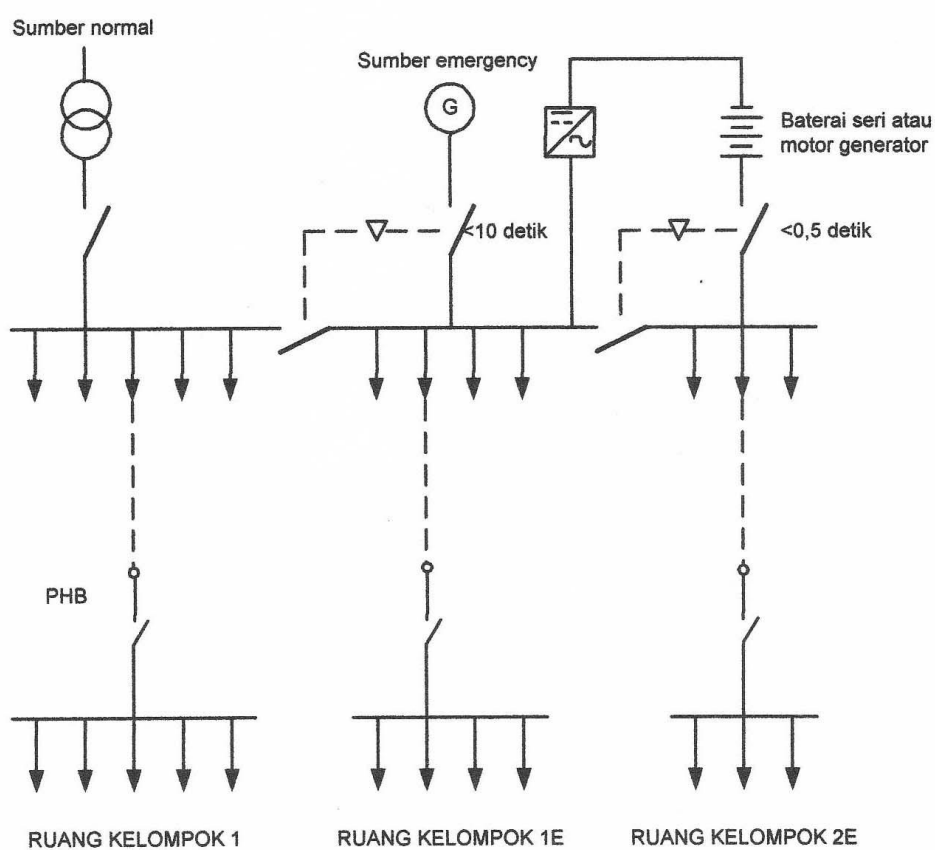 Sumber normal
Sumber emergency
G
Baterai seri atau
motor generator
<10 detik
<0,5 detik
PHB
RUANG KELOMPOK 1
RUANG KELOMPOK 1E
RUANG KELOMPOK 2E